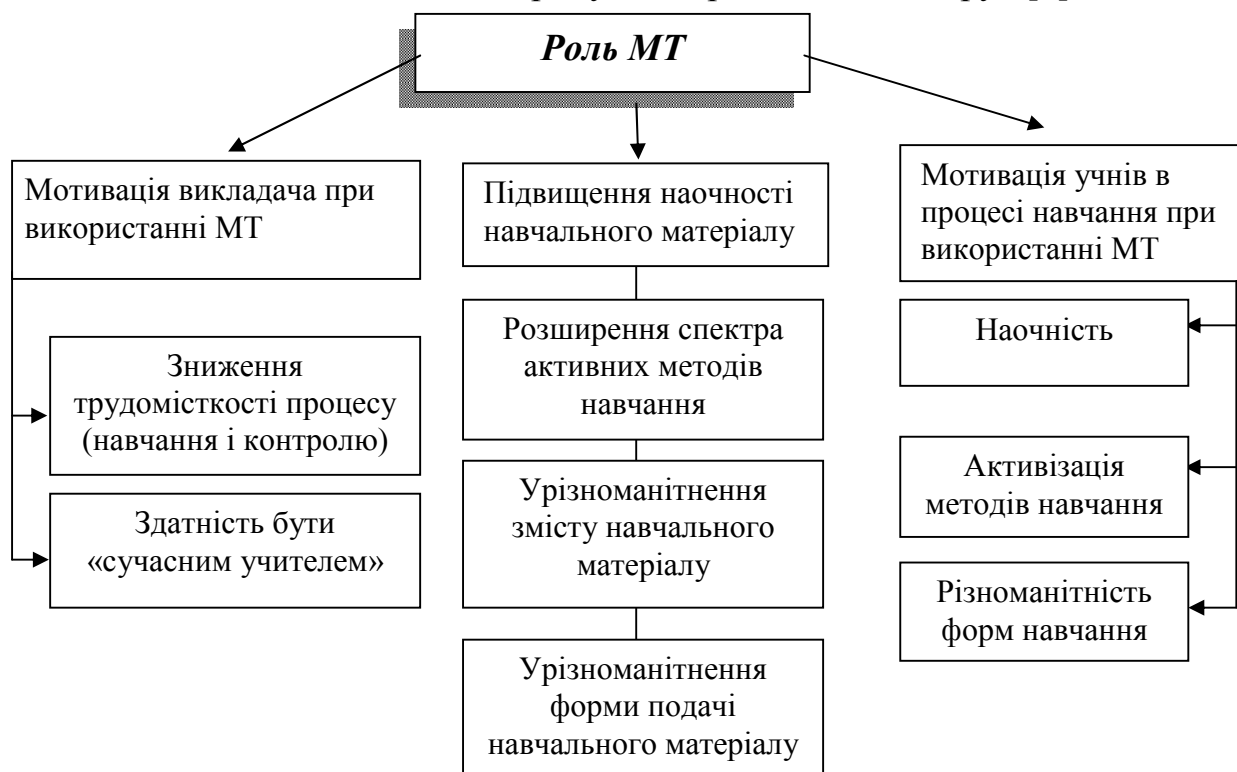 Роль МТ
Мотивація викладача при
використанні МТ
Зниження
трудомісткості процесу
(навчання і контролю)
Здатність бути
«сучасним учителем»
Підвищення наочності
навчального матеріалу
Розширення спектра
активних методів
навчання
Урізноманітнення
змісту навчального
матеріалу
Урізноманітнення
форми подачі
навчального матеріалу
Мотивація учнів в
процесі навчання при
використанні МТ
Наочність
Активізація
методів навчання
Різноманітність
форм навчання